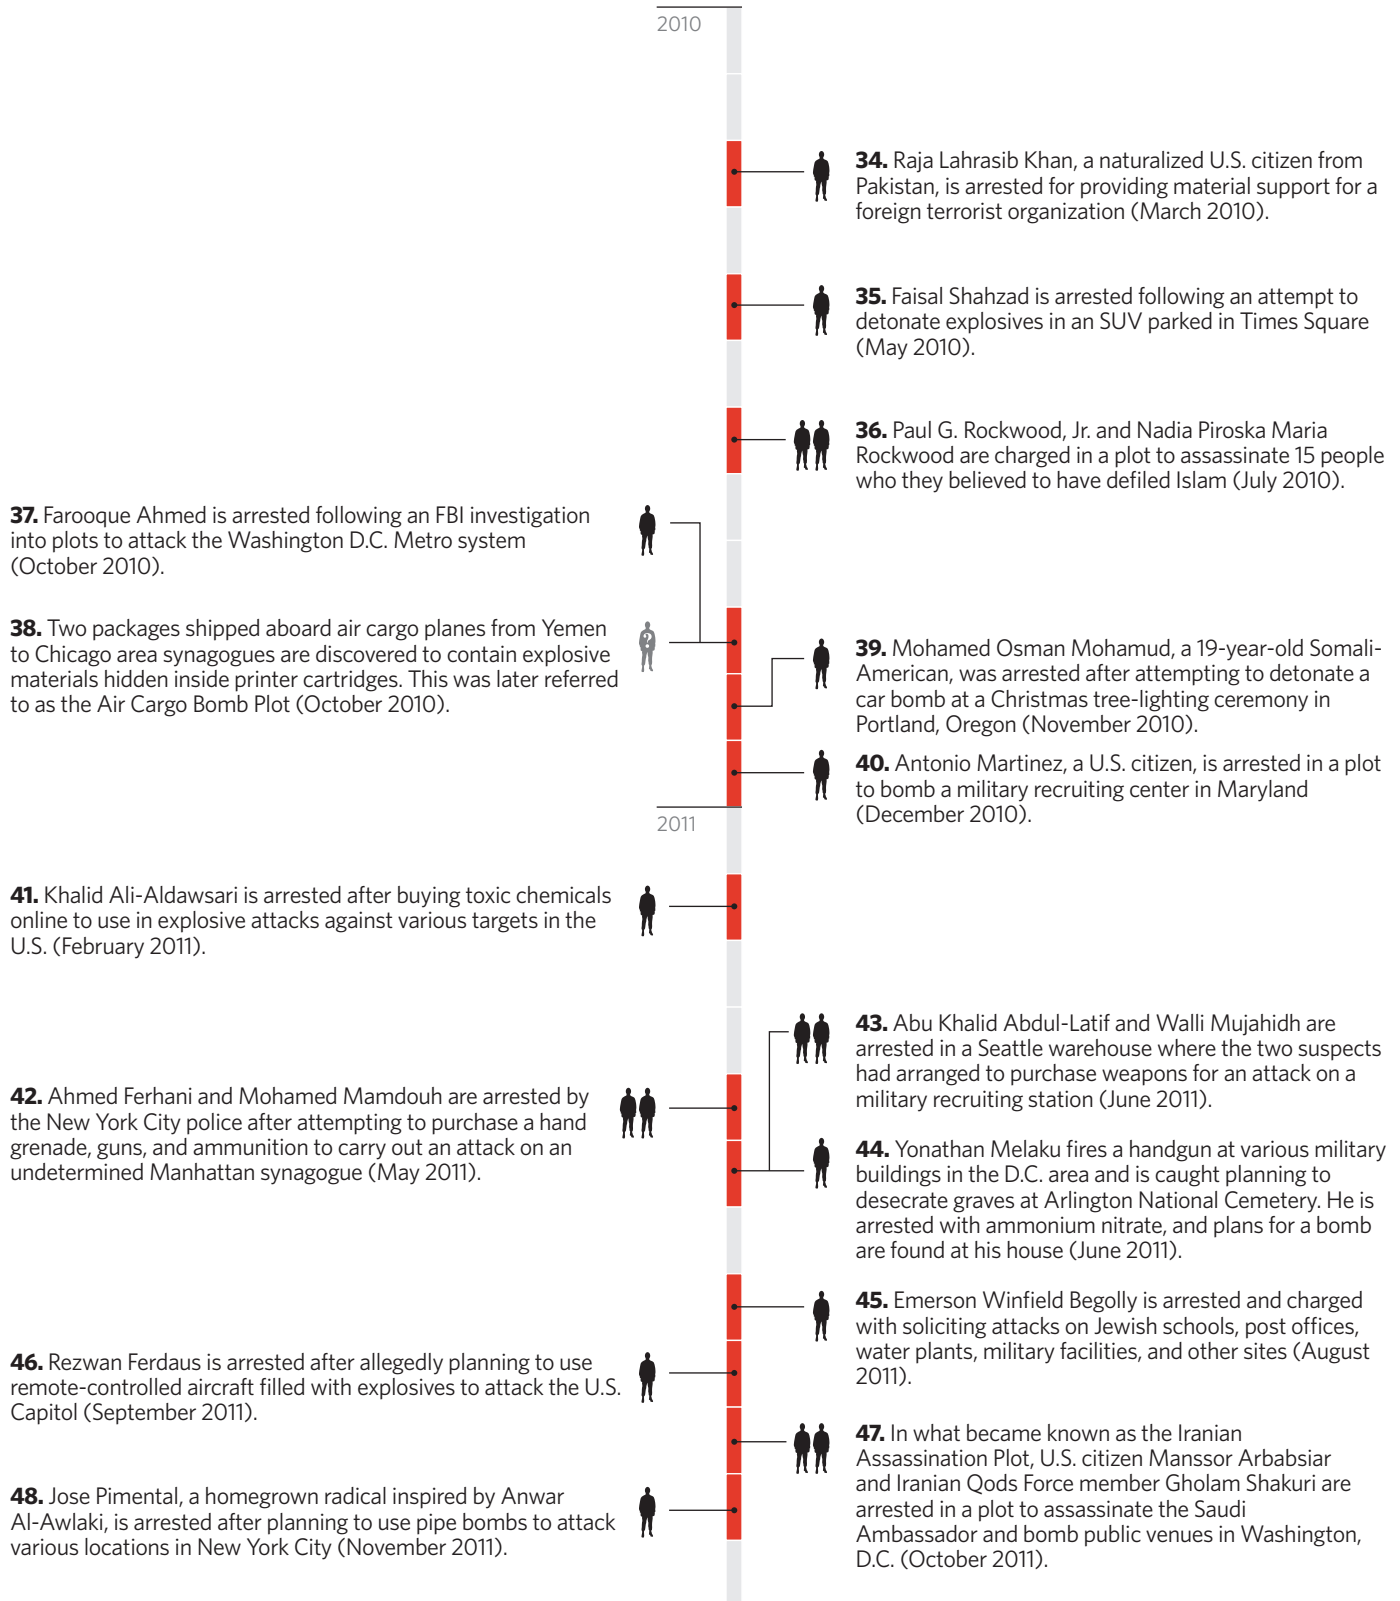 2010
34. Raja Lahrasib Khan, a naturalized U.S. citizen from
Pakistan, is arrested for providing material support for a
foreign terrorist organization (March 2010).
35. Faisal Shahzad is arrested following an attempt to
detonate explosives in an SUV parked in Times Square
(May 2010).
36. Paul G. Rockwood, Jr. and Nadia Piroska Maria
Rockwood are charged in a plot to assassinate 15 people
who they believed to have defiled Islam (July 2010).
37. Farooque Ahmed is arrested following an FBI investigation
into plots to attack the Washington D.C. Metro system
(October 2010).
38. Two packages shipped aboard air cargo planes from Yemen
to Chicago area synagogues are discovered to contain explosive
materials hidden inside printer cartridges. This was later referred
to as the Air Cargo Bomb Plot (October 2010).
?
39. Mohamed Osman Mohamud, a 19-year-old Somali-
American, was arrested after attempting to detonate a
car bomb at a Christmas tree-lighting ceremony in
Portland, Oregon (November 2010).
40. Antonio Martinez, a U.S. citizen, is arrested in a plot
to bomb a military recruiting center in Maryland
(December 2010).
2011
41. Khalid Ali-Aldawsari is arrested after buying toxic chemicals
online to use in explosive attacks against various targets in the
U.S. (February 2011).
42. Ahmed Ferhani and Mohamed Mamdouh are arrested by
the New York City police after attempting to purchase a hand
grenade, guns, and ammunition to carry out an attack on an
undetermined Manhattan synagogue (May 2011).
43. Abu Khalid Abdul-Latif and Walli Mujahidh are
arrested in a Seattle warehouse where the two suspects
had arranged to purchase weapons for an attack on a
military recruiting station (June 2011).
44. Yonathan Melaku fires a handgun at various military
buildings in the D.C. area and is caught planning to
desecrate graves at Arlington National Cemetery. He is
arrested with ammonium nitrate, and plans for a bomb
are found at his house (June 2011).
45. Emerson Winfield Begolly is arrested and charged
with soliciting attacks on Jewish schools, post offices,
water plants, military facilities, and other sites (August
2011).
46. Rezwan Ferdaus is arrested after allegedly planning to use
remote-controlled aircraft filled with explosives to attack the U.S.
Capitol (September 2011).
47. In what became known as the Iranian
Assassination Plot, U.S. citizen Manssor Arbabsiar
and Iranian Qods Force member Gholam Shakuri are
arrested in a plot to assassinate the Saudi
Ambassador and bomb public venues in Washington,
D.C. (October 2011).
48. Jose Pimental, a homegrown radical inspired by Anwar
Al-Awlaki, is arrested after planning to use pipe bombs to attack
various locations in New York City (November 2011).